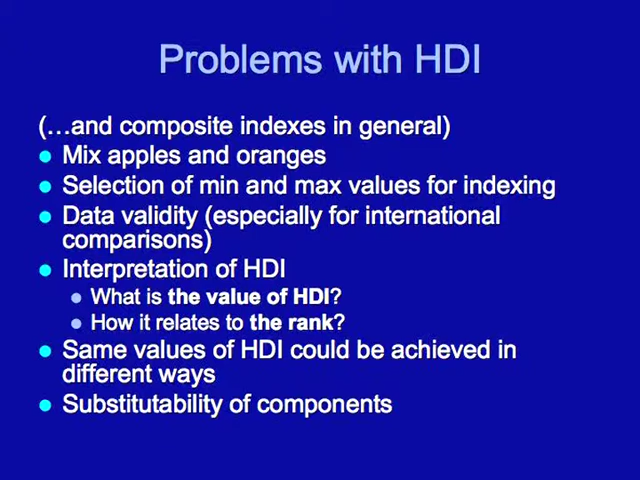 Problems with HDI
(…and composite indexes in general)
Mix apples and oranges
Selection of min and max values for indexing
Data validity (especially for international
comparisons)
Interpretation of HDI
What is the value of HDI?
How it relates to the rank?
Same values of HDI could be achieved in
different ways
Substitutability of components